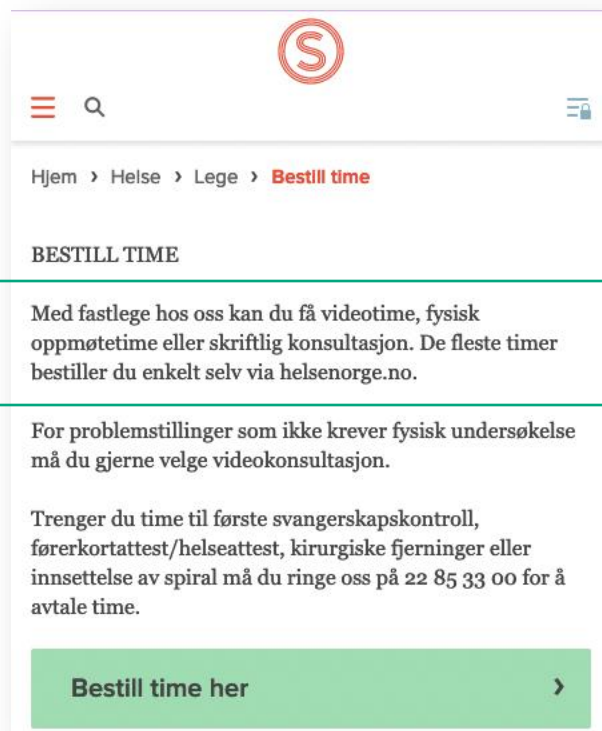 S
Hjem › Helse › Lege › Bestill time
BESTILL TIME
Med fastlege hos oss kan du få videotime, fysisk
oppmøtetime eller skriftlig konsultasjon. De fleste timer
bestiller du enkelt selv via helsenorge.no.
For problemstillinger som ikke krever fysisk undersøkelse
må du gjerne velge videokonsultasjon.
Trenger du time til første svangerskapskontroll,
førerkortattest/helseattest, kirurgiske fjerninger eller
innsettelse av spiral må du ringe oss på 22 85 33 00 for å
avtale time.
Bestill time her ›